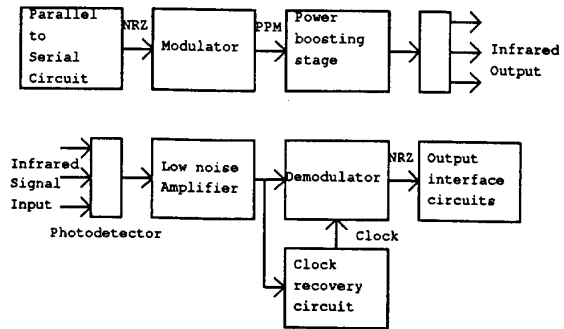 Parallel
to
Serial
Circuit
NRZ
Modulator
PPM
Power
boosting
stage
Infrared
Output
Infrared
Signal
Input
Photodetector
Low noise
Amplifier
Demodulator
NRZ
Output
interface
circuits
Clock
Clock
recovery
circuit